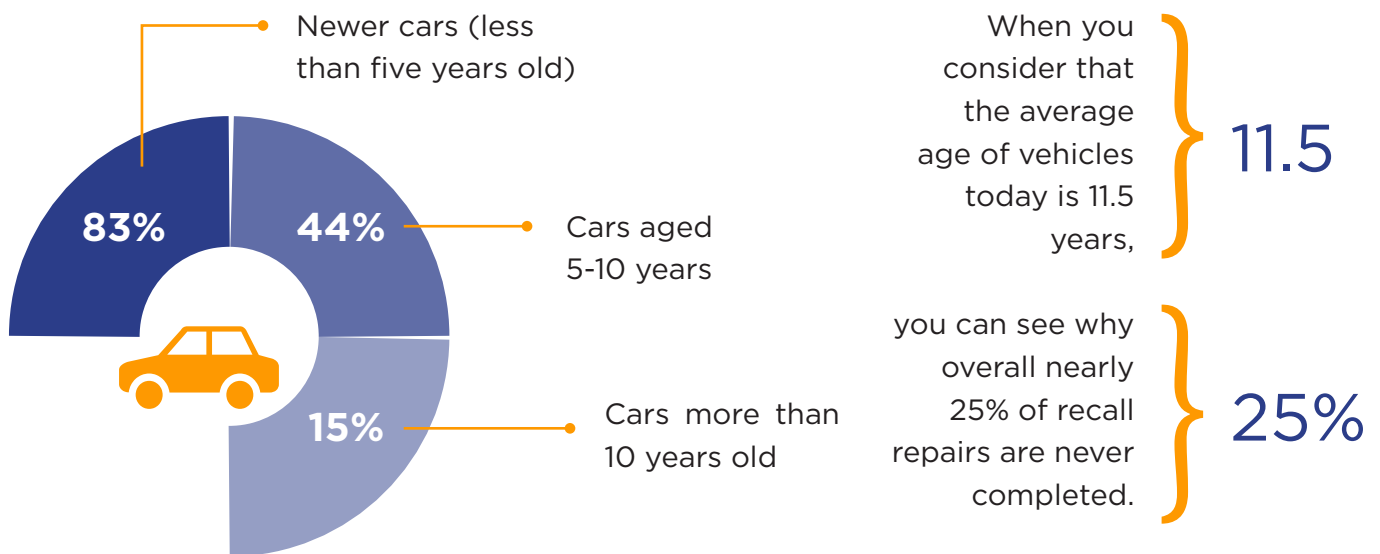 Newer cars (less
than five years old)
83%
44%
Cars aged
5-10 years
15%
Cars more than
10 years old
When you
consider that
the average
age of vehicles
today is 11.5
years,
11.5
you can see why
overall nearly
25% of recall
repairs are never
completed.
25%